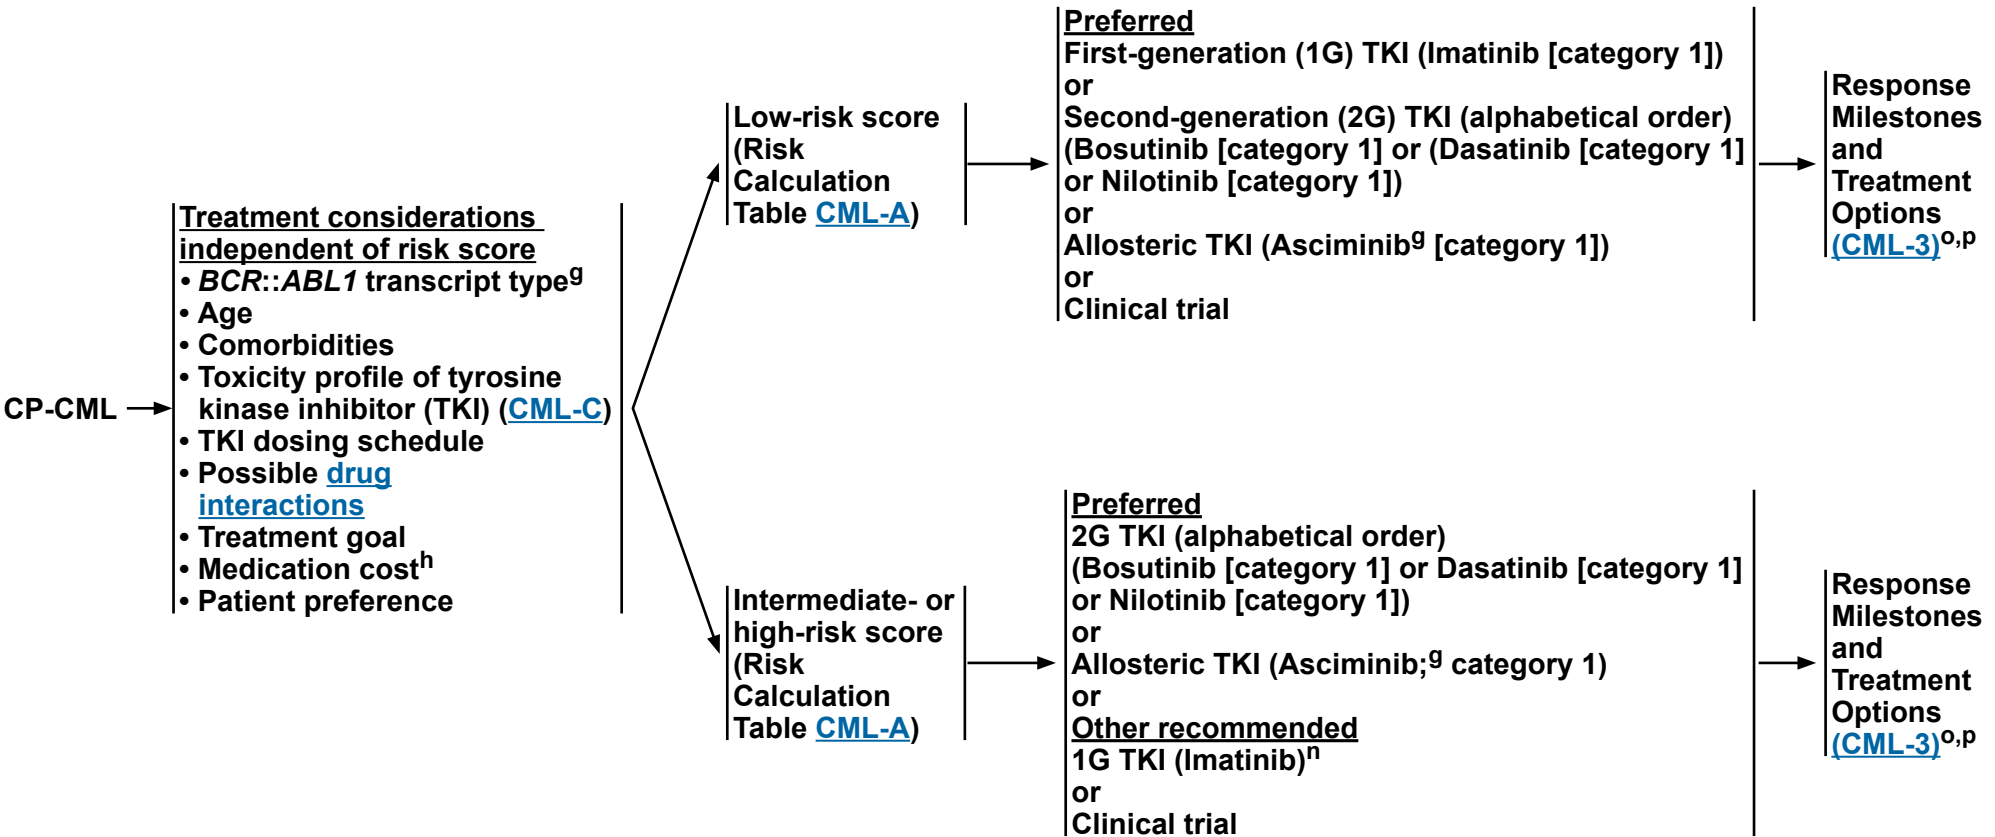 CP-CML
Treatment considerations
independent of risk score
• BCR::ABL1 transcript typeg
• Age
• Comorbidities
• Toxicity profile of tyrosine
kinase inhibitor (TKI) (CML-C)
• TKI dosing schedule
• Possible drug
interactions
• Treatment goal
• Medication costh
• Patient preference
Low-risk score
(Risk
Calculation
Table CML-A)
Preferred
First-generation (1G) TKI (Imatinib [category 1])
or
Second-generation (2G) TKI (alphabetical order)
(Bosutinib [category 1] or (Dasatinib [category 1]
or Nilotinib [category 1])
or
Allosteric TKI (Asciminibg [category 1])
or
Clinical trial
Response
Milestones
and
Treatment
Options
(CML-3)o,p
Intermediate- or
high-risk score
(Risk
Calculation
Table CML-A)
Preferred
2G TKI (alphabetical order)
(Bosutinib [category 1] or Dasatinib [category 1]
or Nilotinib [category 1])
or
Allosteric TKI (Asciminib;g category 1)
or
Other recommended
1G TKI (Imatinib)n
or
Clinical trial
Response
Milestones
and
Treatment
Options
(CML-3)o,p